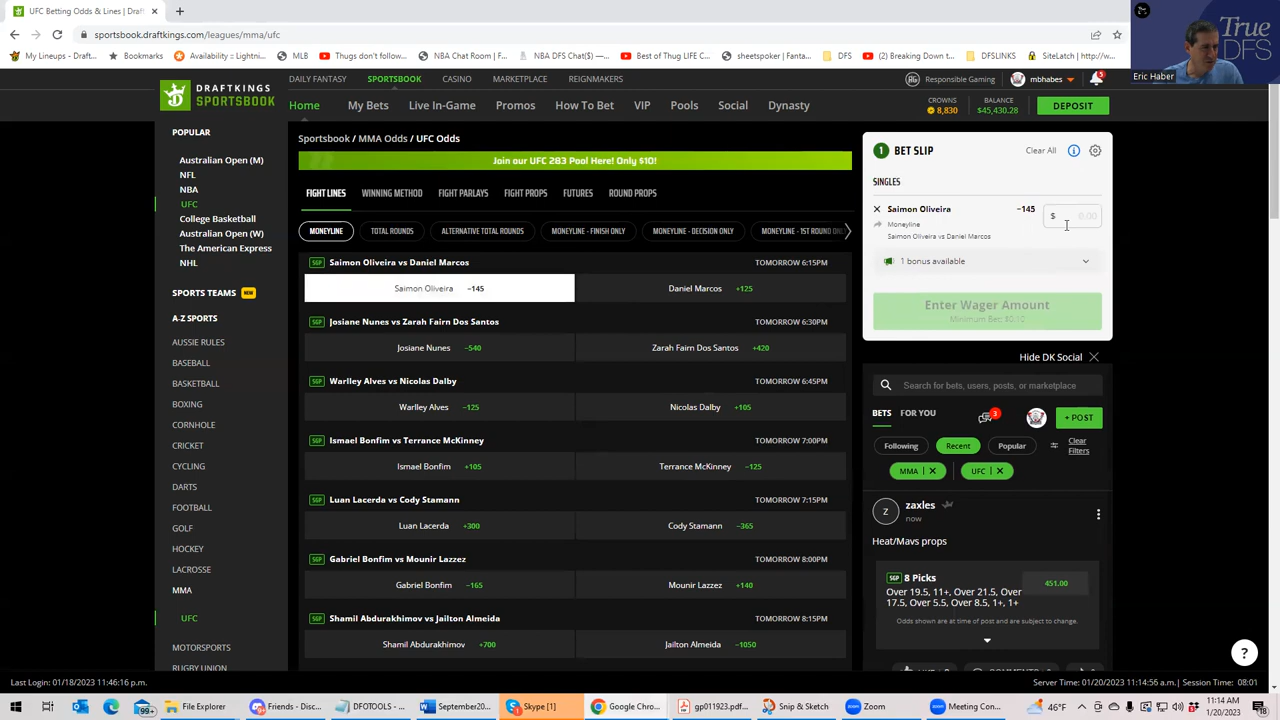 UFC Betting Odds & Lines | Draft
sportsbook.draftkings.com/leagues/mma/ufc
My Lineups - Draf...
Bookmarks
Availability = Lightnin...
MLB
Thugs don't follow...
NBA Chat Room / -...
NBA DFS Chat($) -...
Best of Thug LIFE C...
sheetspoker - Goo...
DFS
(2) Breaking Down t...
DFSLINKS
SiteLatch | http://w...
True
DFS
Eric Haber
DRAFTKINGS
SPORTSBOOK
DAILY FANTASY
SPORTSBOOK
CASINO
MARKETPLACE
REIGNMAKERS
Responsible Gaming
mbhabes
5
Home
My Bets
Live In-Game
Promos
How To Bet
VIP
Pools
Social
Dynasty
CROWNS
8,830
BALANCE
$45,430.28
DEPOSIT
POPULAR
Australian Open (M)
NFL
NBA
UFC
College Basketball
Australian Open (W)
The American Express
NHL
SPORTS TEAMS NEW
A-Z SPORTS
AUSSIE RULES
BASEBALL
BASKETBALL
BOXING
CORNHOLE
CRICKET
CYCLING
DARTS
FOOTBALL
GOLF
HOCKEY
LACROSSE
MMA
UFC
MOTORSPORTS
RUGBY UNION
Sportsbook / MMA Odds / UFC Odds
Join our UFC 283 Pool Here! Only $10!
FIGHT LINES
WINNING METHOD
FIGHT PARLAYS
FIGHT PROPS
FUTURES
ROUND PROPS
MONEYLINE
TOTAL ROUNDS
ALTERNATIVE TOTAL ROUNDS
MONEYLINE - FINISH ONLY
MONEYLINE - DECISION ONLY
MONEYLINE - 1ST ROUND ONL
SGP Saimon Oliveira vs Daniel Marcos TOMORROW 6:15PM
Saimon Oliveira −145
Daniel Marcos +125
SGP Josiane Nunes vs Zarah Fairn Dos Santos TOMORROW 6:30PM
Josiane Nunes −540
Zarah Fairn Dos Santos +420
SGP Warlley Alves vs Nicolas Dalby TOMORROW 6:45PM
Warlley Alves −125
Nicolas Dalby +105
SGP Ismael Bonfim vs Terrance McKinney TOMORROW 7:00PM
Ismael Bonfim +105
Terrance McKinney −125
SGP Luan Lacerda vs Cody Stamann TOMORROW 7:15PM
Luan Lacerda +300
Cody Stamann −365
SGP Gabriel Bonfim vs Mounir Lazzez TOMORROW 8:00PM
Gabriel Bonfim −165
Mounir Lazzez +140
SGP Shamil Abdurakhimov vs Jailton Almeida TOMORROW 8:15PM
Shamil Abdurakhimov +700
Jailton Almeida −1050
1 BET SLIP
Clear All
SINGLES
Saimon Oliveira −145
$ 0.00
Moneyline
Saimon Oliveira vs Daniel Marcos
1 bonus available
Enter Wager Amount
Minimum Bet: $0.10
Hide DK Social
Search for bets, users, posts, or marketplace
BETS
FOR YOU
3
+ POST
Following
Recent
Popular
Clear
Filters
MMA
UFC
Z
zaxles
now
Heat/Mavs props
SGP 8 Picks
451.00
Over 19.5, 11+, Over 21.5, Over
17.5, Over 5.5, Over 8.5, 1+, 1+
Odds shown are at time of post and are subject to change.
?
Last Login: 01/18/2023 11:46:16 p.m.
Server Time: 01/20/2023 11:14:56 a.m.| Session Time: 08:01
99+
File Explorer
Friends - Disc...
DFOTOOLS - ...
September20...
Skype [1]
Google Chro...
gp011923.pdf...
Snip & Sketch
Zoom
Meeting Con...
46°F
11:14 AM
1/20/2023
18